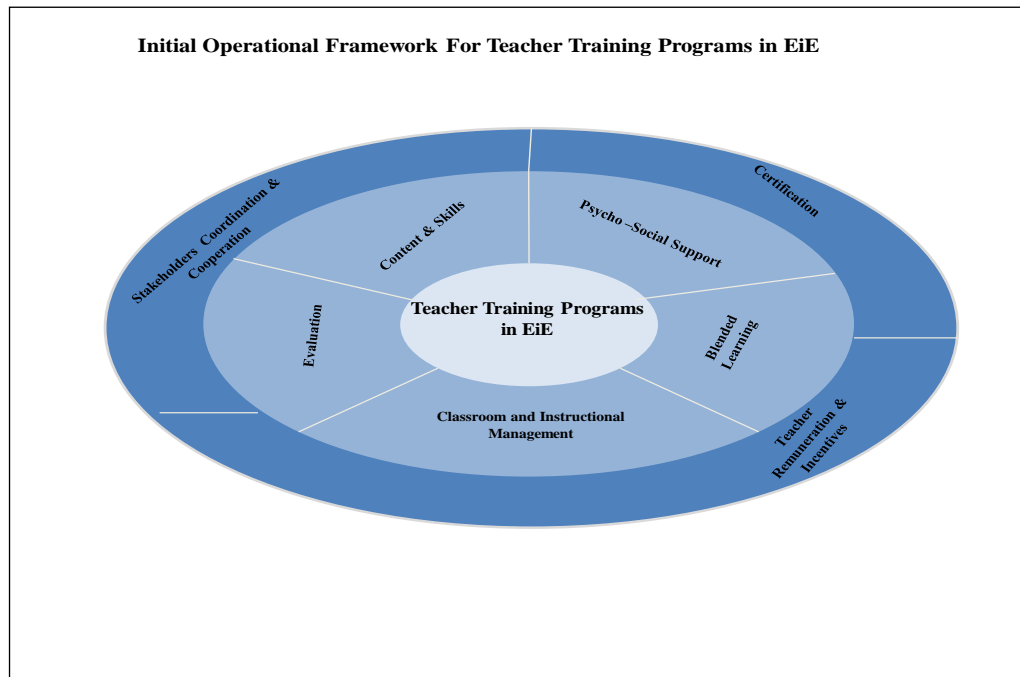 Initial Operational Framework For Teacher Training Programs in EiE
Stakeholders Coordination &
Cooperation
Certification
Content & Skills
Psycho –Social Support
Teacher Training Programs
in EiE
Evaluation
Blended
Learning
Classroom and Instructional
Management
Teacher
Remuneration &
Incentives